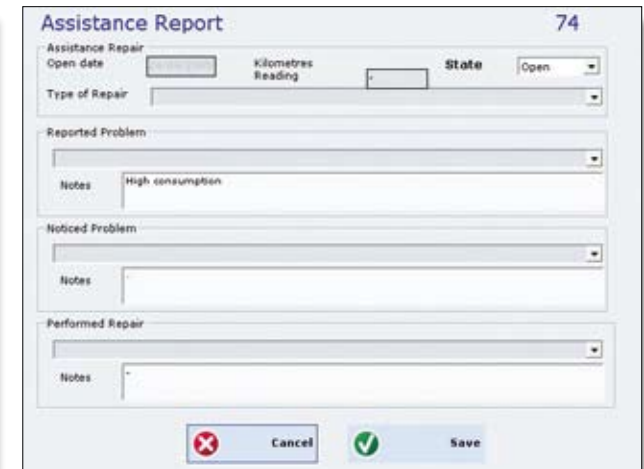 Assistance Report 74
Assistance Repair
Open date Kilometres Reading - State Open
Type of Repair
Reported Problem
Notes High consumption
Noticed Problem
Notes -
Performed Repair
Notes -
Cancel Save